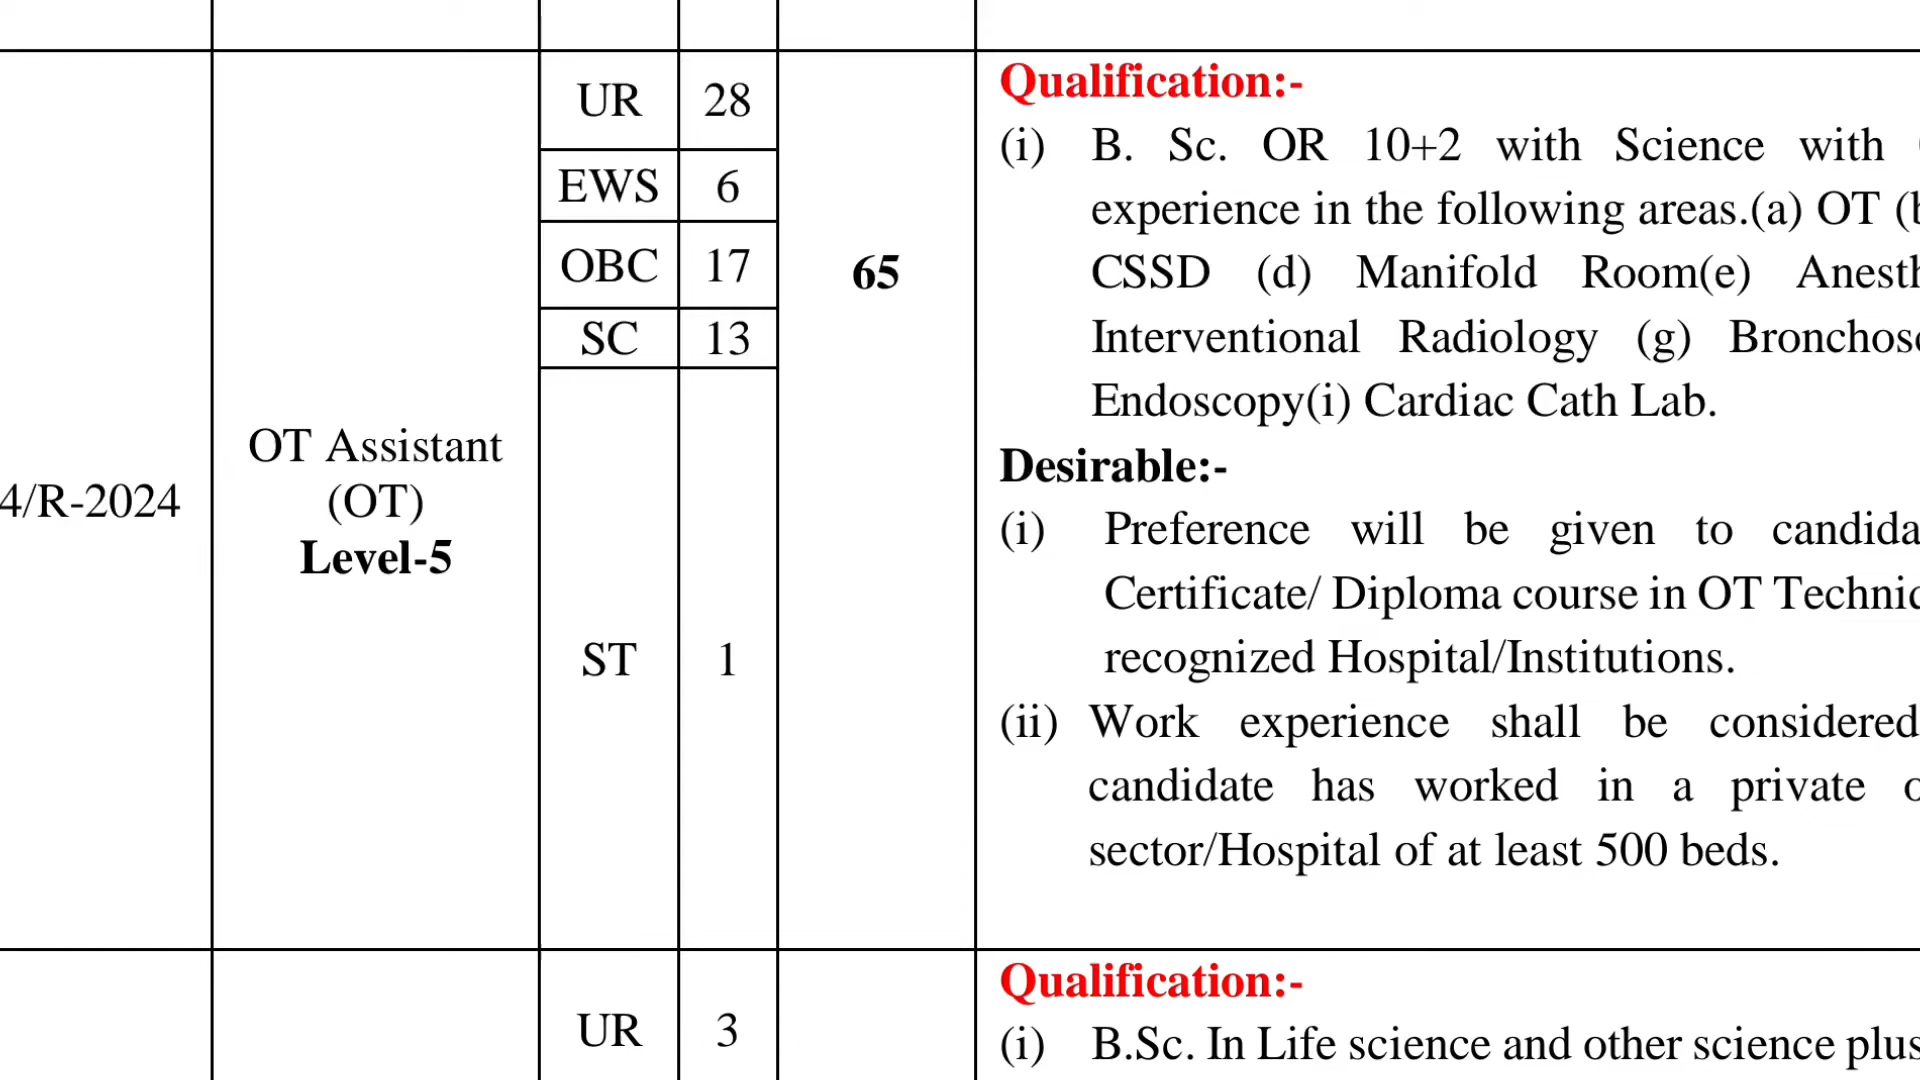 UR 28
EWS 6
OBC 17
SC 13
ST 1
65
4/R-2024
OT Assistant
(OT)
Level-5
Qualification:-
(i) B. Sc. OR 10+2 with Science with
experience in the following areas.(a) OT
CSSD (d) Manifold Room(e)
Interventional Radiology (g)
Endoscopy(i) Cardiac Cath Lab.
Desirable:-
(i) Preference will be given to
Certificate/ Diploma course in OT
recognized Hospital/Institutions.
(ii) Work experience shall be considered
candidate has worked in a private
sector/Hospital of at least 500 beds.
UR 3
Qualification:-
(i) B.Sc. In Life science and other science plus